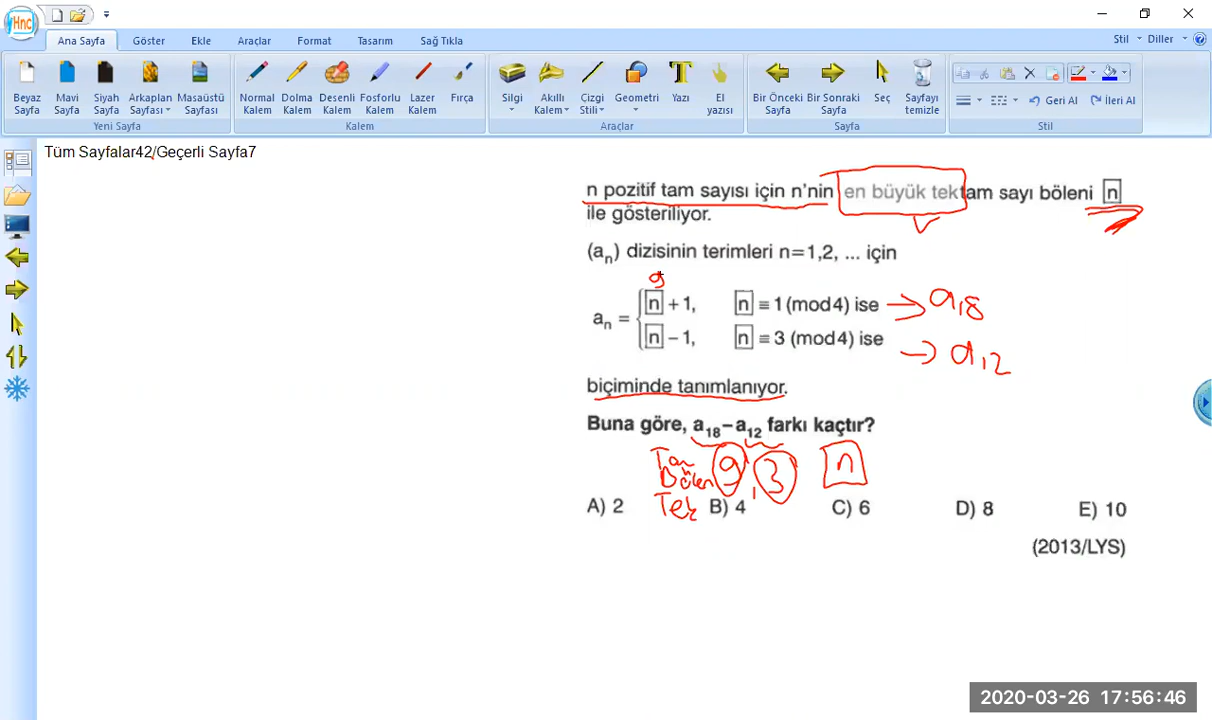 Hnc
Ana Sayfa Göster Ekle Araçlar Format Tasarım Sağ Tıkla Stil Diller
Beyaz Sayfa Mavi Sayfa Siyah Sayfa Arkaplan Sayfası Masaüstü Sayfası
Normal Kalem Dolma Kalem Desenli Kalem Fosforlu Kalem Lazer Kalem Fırça
Silgi Akıllı Kalem Çizgi Stili Geometri Yazı El yazısı
Bir Önceki Sayfa Bir Sonraki Sayfa Seç Sayfayı temizle
Geri Al İleri Al
Yeni Sayfa Kalem Araçlar Sayfa Stil
Tüm Sayfalar42/Geçerli Sayfa7
n pozitif tam sayısı için n'nin en büyük tek tam sayı böleni n
ile gösteriliyor.
(aₙ) dizisinin terimleri n=1,2, ... için
9
n + 1, n ≡ 1 (mod4) ise → a₁₈
aₙ =
n − 1, n ≡ 3 (mod4) ise → a₁₂
biçiminde tanımlanıyor.
Buna göre, a₁₈−a₁₂ farkı kaçtır?
Tam Bölen 9, 3 n
Tek
A) 2 B) 4 C) 6 D) 8 E) 10
(2013/LYS)
2020-03-26 17:56:46